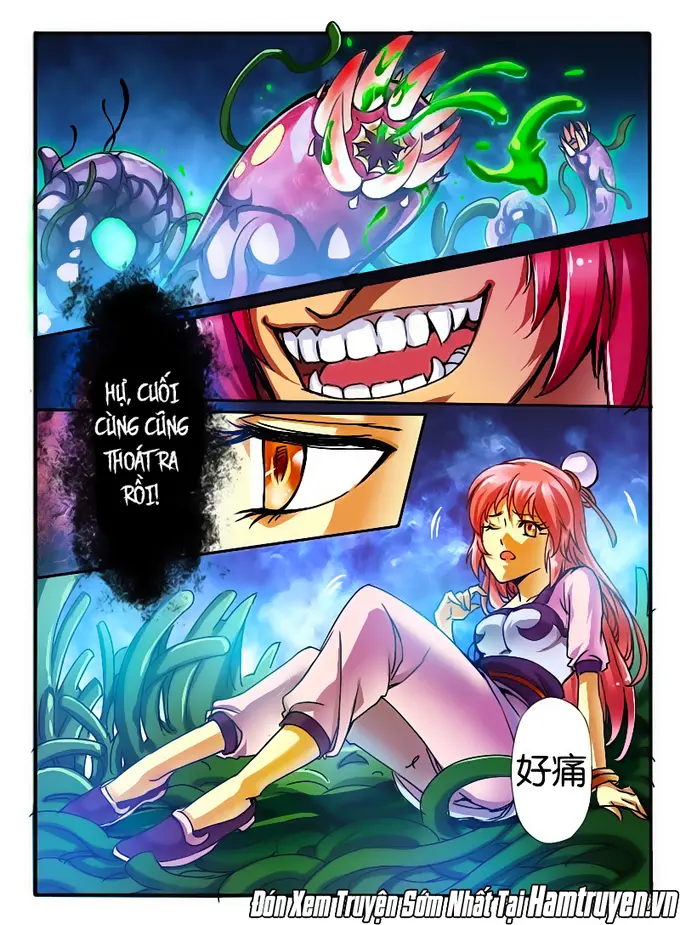 HỰ, CUỐI
CÙNG CŨNG
THOÁT RA
RỒI!
好痛
Đón Xem Truyện Sớm Nhất Tại Hamtruyen.vn